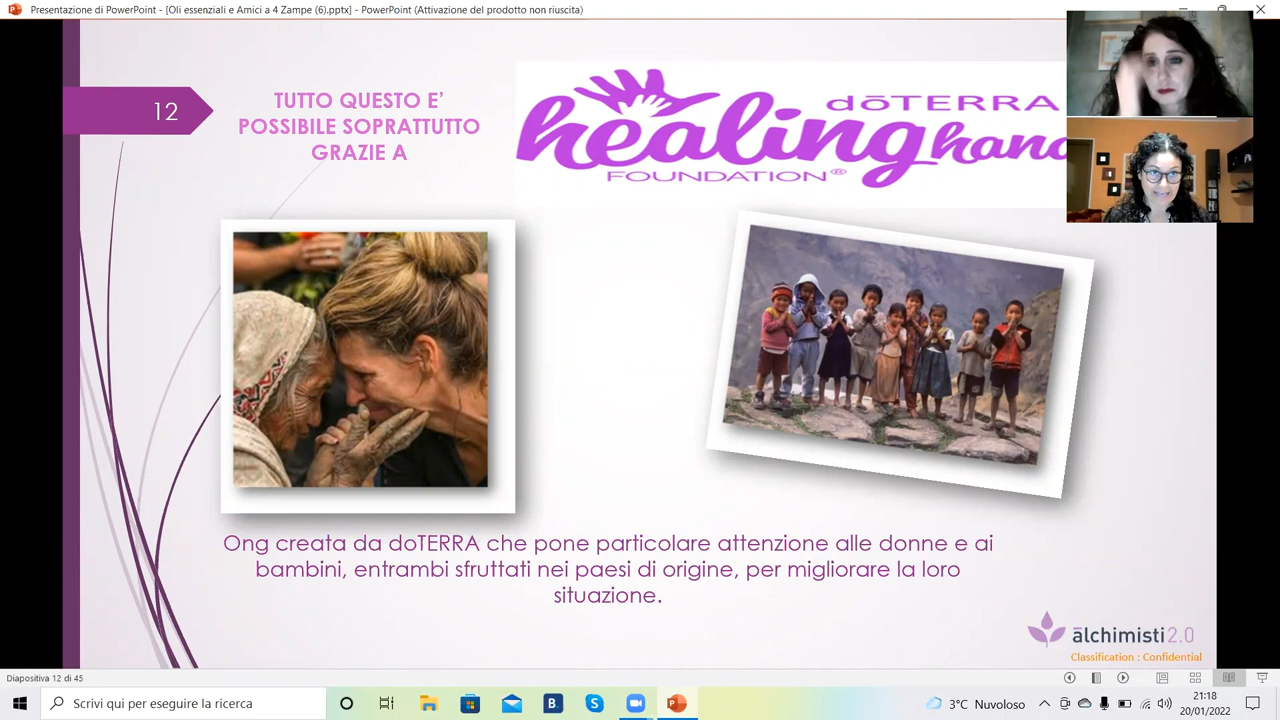 Presentazione di PowerPoint - [Oli essenziali e Amici a 4 Zampe (6).pptx] - PowerPoint (Attivazione del prodotto non riuscita)
12
TUTTO QUESTO E'
POSSIBILE SOPRATTUTTO
GRAZIE A
dōTERRA
healing hand
FOUNDATION®
Ong creata da doTERRA che pone particolare attenzione alle donne e ai
bambini, entrambi sfruttati nei paesi di origine, per migliorare la loro
situazione.
ālchimisti 2.0
Classification : Confidential
Diapositiva 12 di 45
Scrivi qui per eseguire la ricerca
B.
3°C Nuvoloso
21:18
20/01/2022